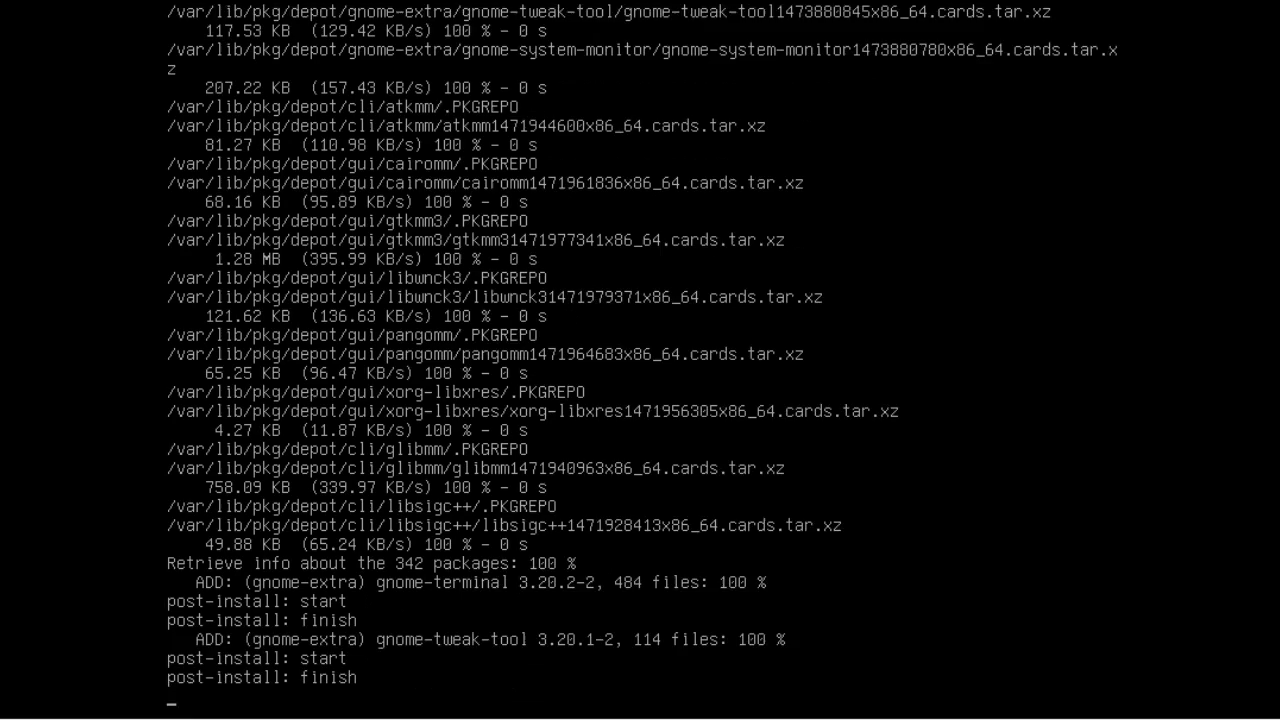 /var/lib/pkg/depot/gnome-extra/gnome-tweak-tool/gnome-tweak-tool1473880845x86_64.cards.tar.xz
    117.53 KB  (129.42 KB/s) 100 % - 0 s
/var/lib/pkg/depot/gnome-extra/gnome-system-monitor/gnome-system-monitor1473880780x86_64.cards.tar.x
z
    207.22 KB  (157.43 KB/s) 100 % - 0 s
/var/lib/pkg/depot/cli/atkmm/.PKGREPO
/var/lib/pkg/depot/cli/atkmm/atkmm1471944600x86_64.cards.tar.xz
    81.27 KB  (110.98 KB/s) 100 % - 0 s
/var/lib/pkg/depot/gui/cairomm/.PKGREPO
/var/lib/pkg/depot/gui/cairomm/cairomm1471961836x86_64.cards.tar.xz
    68.16 KB  (95.89 KB/s) 100 % - 0 s
/var/lib/pkg/depot/gui/gtkmm3/.PKGREPO
/var/lib/pkg/depot/gui/gtkmm3/gtkmm31471977341x86_64.cards.tar.xz
     1.28 MB  (395.99 KB/s) 100 % - 0 s
/var/lib/pkg/depot/gui/libwnck3/.PKGREPO
/var/lib/pkg/depot/gui/libwnck3/libwnck31471979371x86_64.cards.tar.xz
    121.62 KB  (136.63 KB/s) 100 % - 0 s
/var/lib/pkg/depot/gui/pangomm/.PKGREPO
/var/lib/pkg/depot/gui/pangomm/pangomm1471964683x86_64.cards.tar.xz
    65.25 KB  (96.47 KB/s) 100 % - 0 s
/var/lib/pkg/depot/gui/xorg-libxres/.PKGREPO
/var/lib/pkg/depot/gui/xorg-libxres/xorg-libxres1471956305x86_64.cards.tar.xz
     4.27 KB  (11.87 KB/s) 100 % - 0 s
/var/lib/pkg/depot/cli/glibmm/.PKGREPO
/var/lib/pkg/depot/cli/glibmm/glibmm1471940963x86_64.cards.tar.xz
    758.09 KB  (339.97 KB/s) 100 % - 0 s
/var/lib/pkg/depot/cli/libsigc++/.PKGREPO
/var/lib/pkg/depot/cli/libsigc++/libsigc++1471928413x86_64.cards.tar.xz
    49.88 KB  (65.24 KB/s) 100 % - 0 s
Retrieve info about the 342 packages: 100 %
   ADD: (gnome-extra) gnome-terminal 3.20.2-2, 484 files: 100 %
post-install: start
post-install: finish
   ADD: (gnome-extra) gnome-tweak-tool 3.20.1-2, 114 files: 100 %
post-install: start
post-install: finish
_